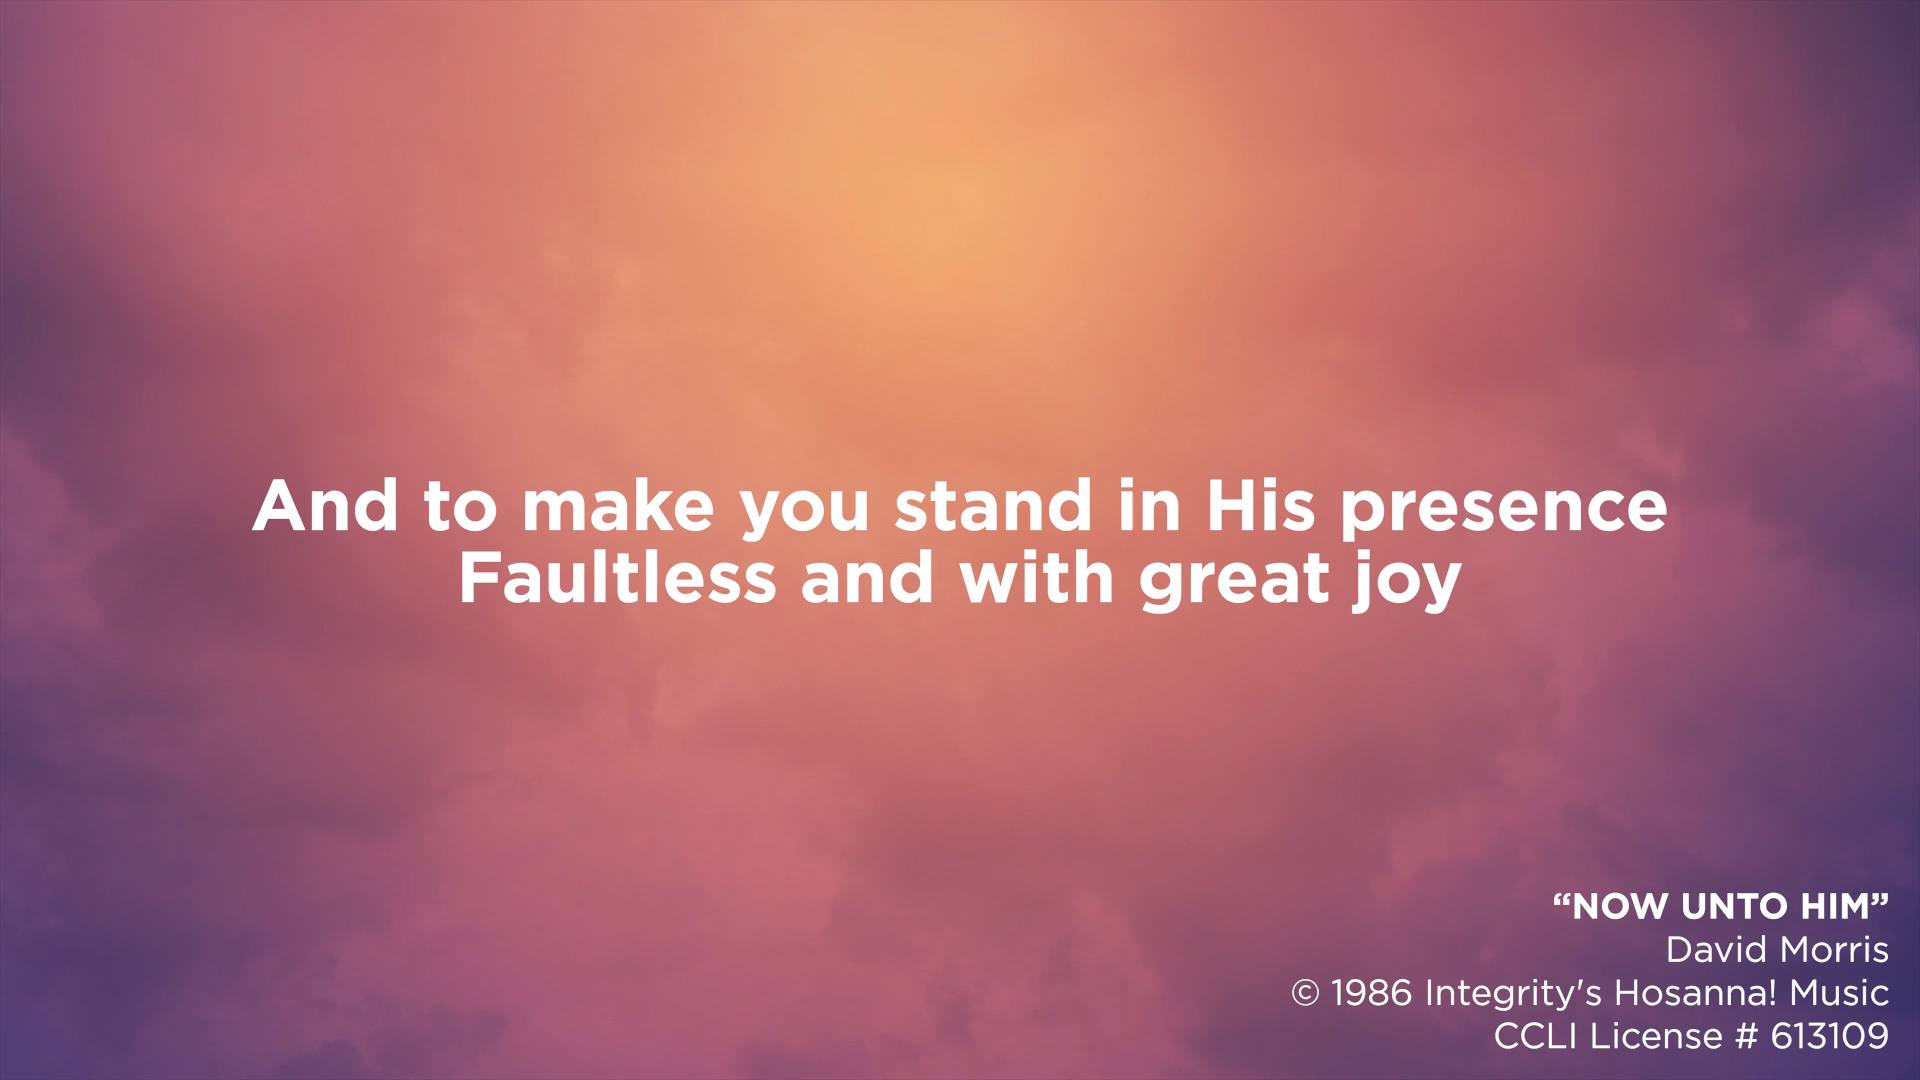 And to make you stand in His presence
Faultless and with great joy
“NOW UNTO HIM”
David Morris
© 1986 Integrity's Hosanna! Music
CCLI License # 613109